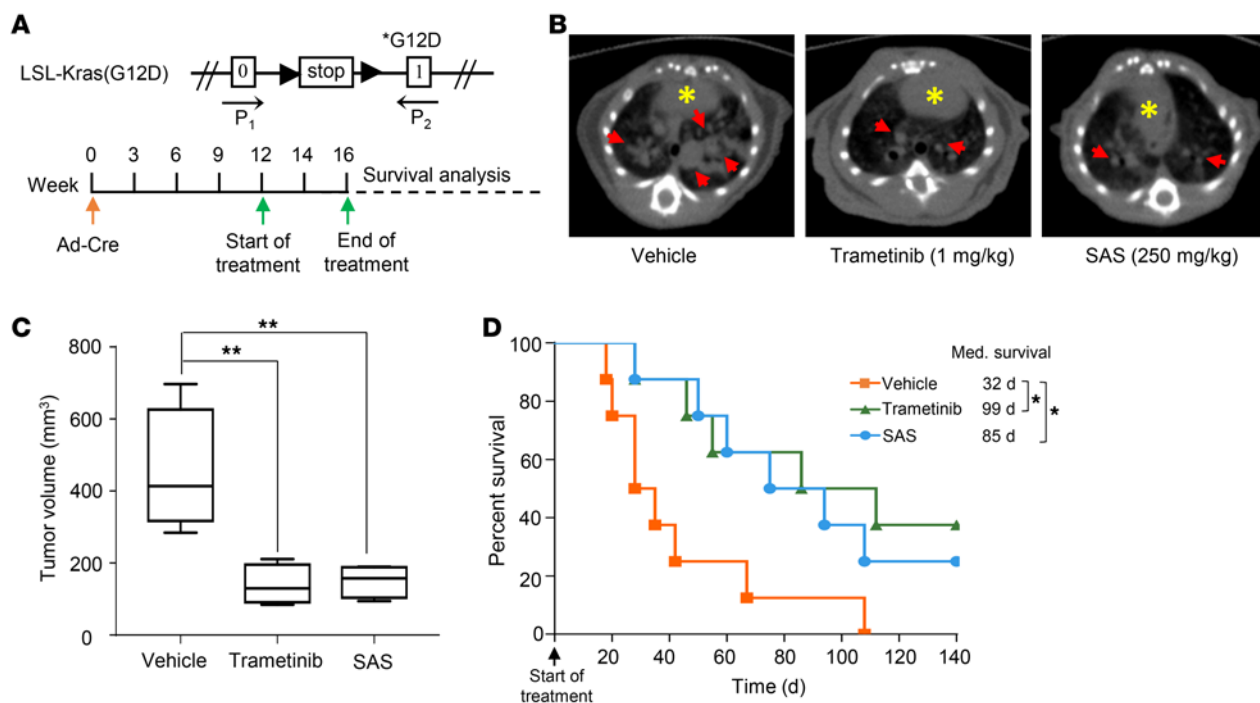 A
*G12D
LSL-Kras(G12D)
0
stop
1
P1
P2
0 3 6 9 12 14 16
Week
Survival analysis
Ad-Cre
Start of
treatment
End of
treatment
B
*
*
*
Vehicle
Trametinib (1 mg/kg)
SAS (250 mg/kg)
C
**
**
800
600
400
200
0
Tumor volume (mm³)
Vehicle
Trametinib
SAS
D
100
80
60
40
20
0
Percent survival
Med. survival
Vehicle 32 d
Trametinib 99 d
SAS 85 d
*
*
20 40 60 80 100 120 140
Start of
treatment
Time (d)